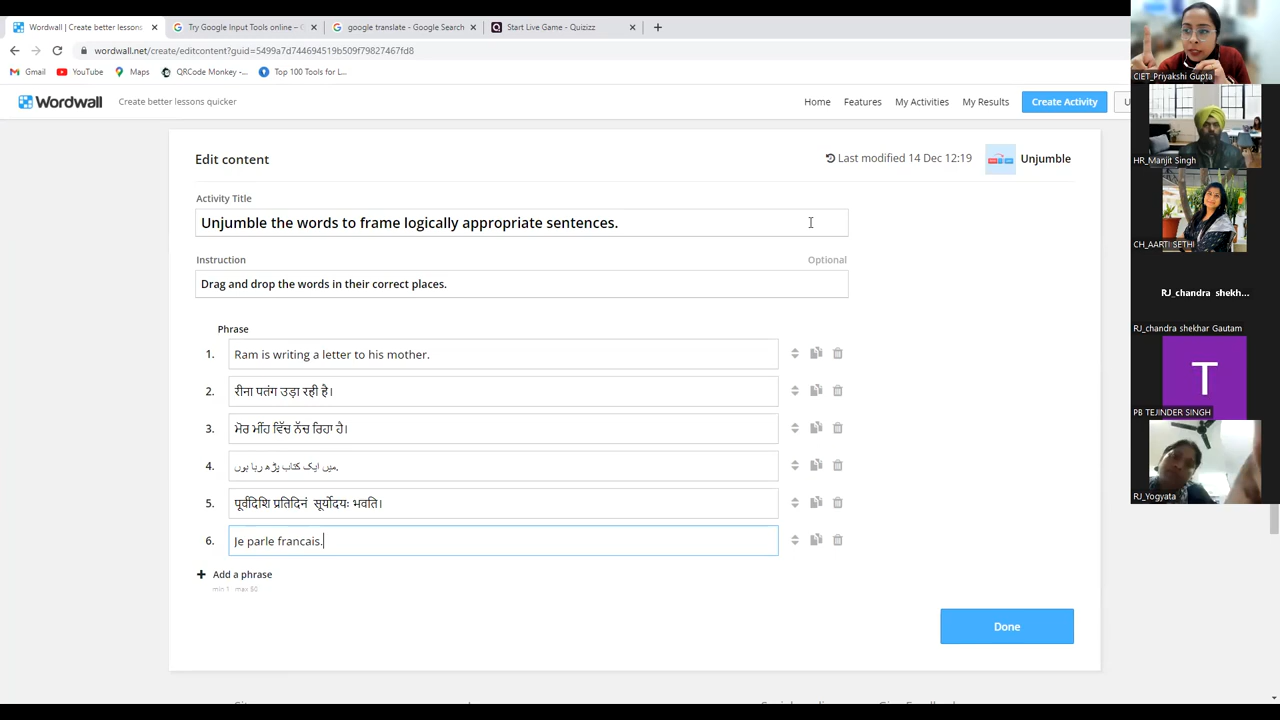 Wordwall | Create better lessons
Try Google Input Tools online – G
google translate - Google Search
Start Live Game - Quizizz
wordwall.net/create/editcontent?guid=5499a7d744694519b509f79827467fd8
Gmail YouTube Maps QRCode Monkey -... Top 100 Tools for L...
Wordwall Create better lessons quicker Home Features My Activities My Results Create Activity U
Edit content Last modified 14 Dec 12:19 Unjumble
Activity Title
Unjumble the words to frame logically appropriate sentences.
Instruction Optional
Drag and drop the words in their correct places.
Phrase
1. Ram is writing a letter to his mother.
2. रीना पतंग उड़ा रही है।
3. ਮੋਰ ਮੀਂਹ ਵਿੱਚ ਨੱਚ ਰਿਹਾ ਹੈ।
4. میں ایک کتاب پڑھ رہا ہوں.
5. पूर्वदिशि प्रतिदिनं सूर्योदयः भवति।
6. Je parle francais.
+ Add a phrase
min 1 max 50
Done
CIET_Priyakshi Gupta
HR_Manjit Singh
CH_AARTI SETHI
RJ_chandra shekh...
RJ_chandra shekhar Gautam
T
PB TEJINDER SINGH
RJ_Yogyata